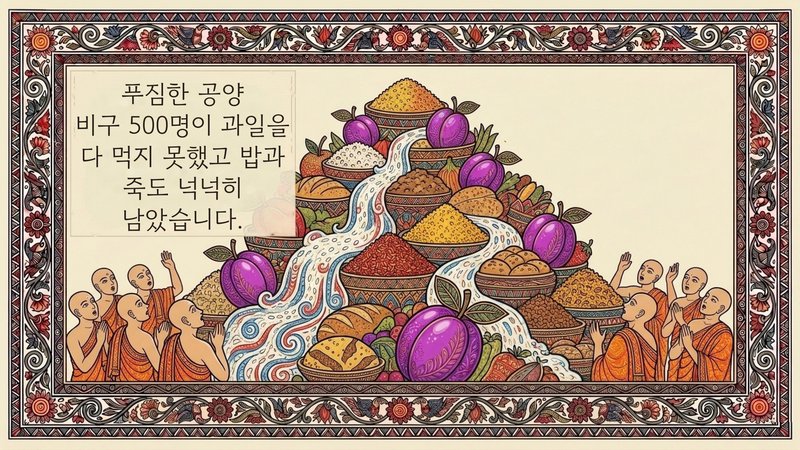 푸짐한 공양
비구 500명이 과일을
다 먹지 못했고 밥과
죽도 넉넉히
남았습니다.